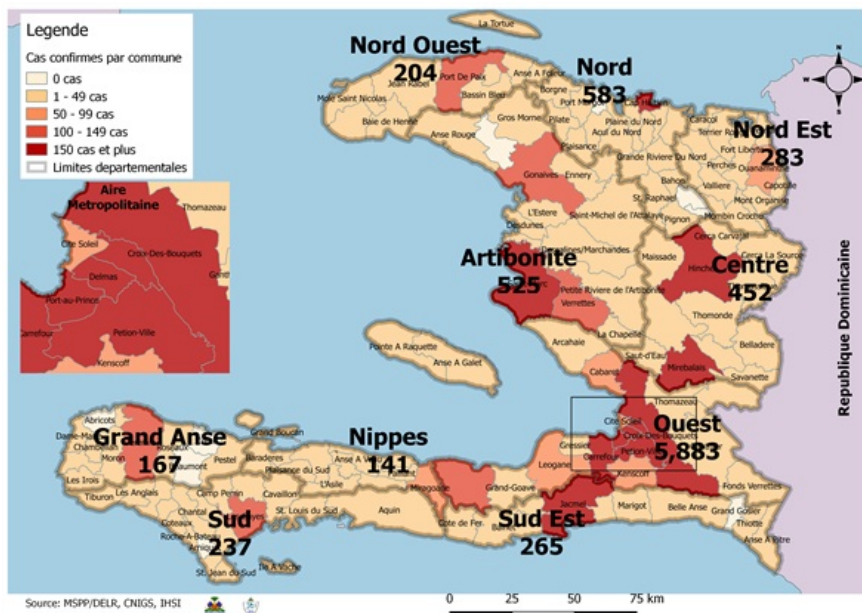 Legende
Cas confirmes par commune
0 cas
1 - 49 cas
50 - 99 cas
100 - 149 cas
150 cas et plus
Limites departementales
Aire
Metropolitaine
Thomazeau
Cite Soleil
Croix-Des-Bouquets
Delmas
Port-au-Prince
Carrefour
Petion-Ville
Kenscoff
La Tortue
Nord Ouest
204
Port De Paix
Jean Rabel
Mole Saint Nicolas
Bassin Bleu
Anse A Foleur
Baie de Henne
Anse Rouge
Gros Morne
Nord
583
Borgne
Port Margot
Pilate
Plaine du Nord
Acul du Nord
Plaisance
Grande Riviere Du Nord
Bahon
St. Raphael
Pignon
Nord Est
283
Caracol
Terrier Rouge
Fort Liberte
Perches
Ouanaminthe
Capotille
Valliere
Mont Organise
Mombin Crochu
Gonaives
Ennery
L'Estere
Saint-Michel de l'Attalaye
Desdunes
Dessalines/Marchandes
Artibonite
525
Petite Riviere de l'Artibonite
Verrettes
La Chapelle
Cerca Carvajal
Maissade
Cerca La Source
Hinche
Centre
452
Thomonde
Belladere
Saut-d'Eau
Mirebalais
Savanette
Republique Dominicaine
Pointe A Raquette
Anse A Galet
Arcahaie
Cabaret
Thomazeau
Cite Soleil
Ouest
5,883
Croix-Des-Bouquets
Gressier
Carrefour
Petion-Ville
Kenscoff
Leogane
Grand-Goave
Fonds Verrettes
Abricots
Grand Anse
167
Chambellan
Moron
Les Irois
Roseaux
Beaumont
Pestel
Grand Boucan
Baraderes
Plaisance du Sud
L'Asile
Nippes
141
Miragoane
Tiburon
Les Anglais
Chantal
Coteaux
Roche-A-Bateau
Camp Perrin
Cavaillon
St. Louis du Sud
Aquin
Sud
237
St. Jean du Sud
Ile A Vache
Cote de Fer
Jacmel
Sud Est
265
Marigot
Belle Anse
Grand Gosier
Thiotte
Anse A Pitre
Source: MSPP/DELR, CNIGS, IHSI
0 25 50 75 km
N
W
E
S